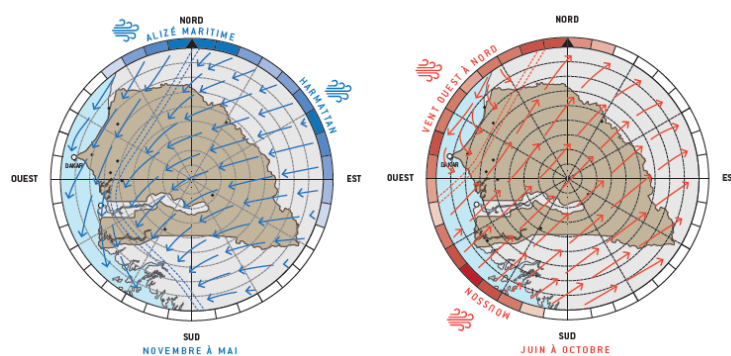 NORD
ALIZÉ MARITIME
HARMATTAN
DAKAR
OUEST
EST
SUD
NOVEMBRE À MAI
NORD
VENT OUEST À NORD
DAKAR
OUEST
ES
MOUSSON
SUD
JUIN À OCTOBRE